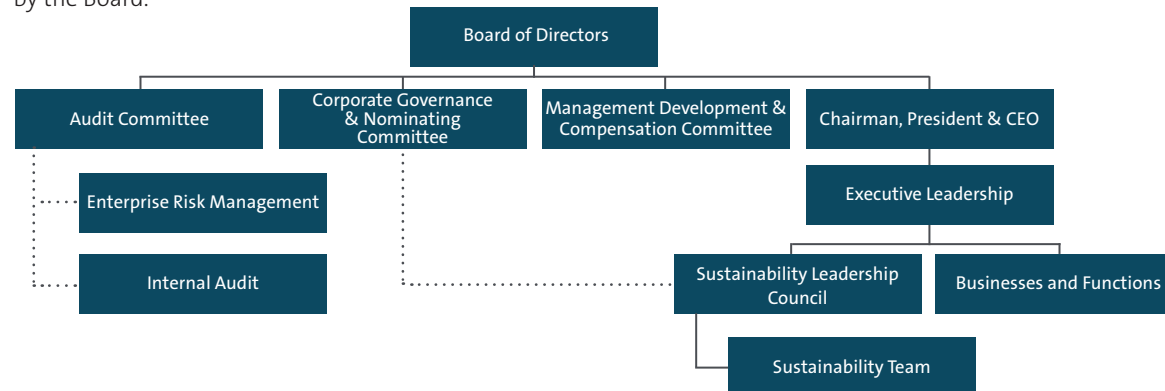 by the Board.
Board of Directors
Audit Committee
Corporate Governance
& Nominating
Committee
Management Development &
Compensation Committee
Chairman, President & CEO
Enterprise Risk Management
Executive Leadership
Internal Audit
Sustainability Leadership
Council
Businesses and Functions
Sustainability Team